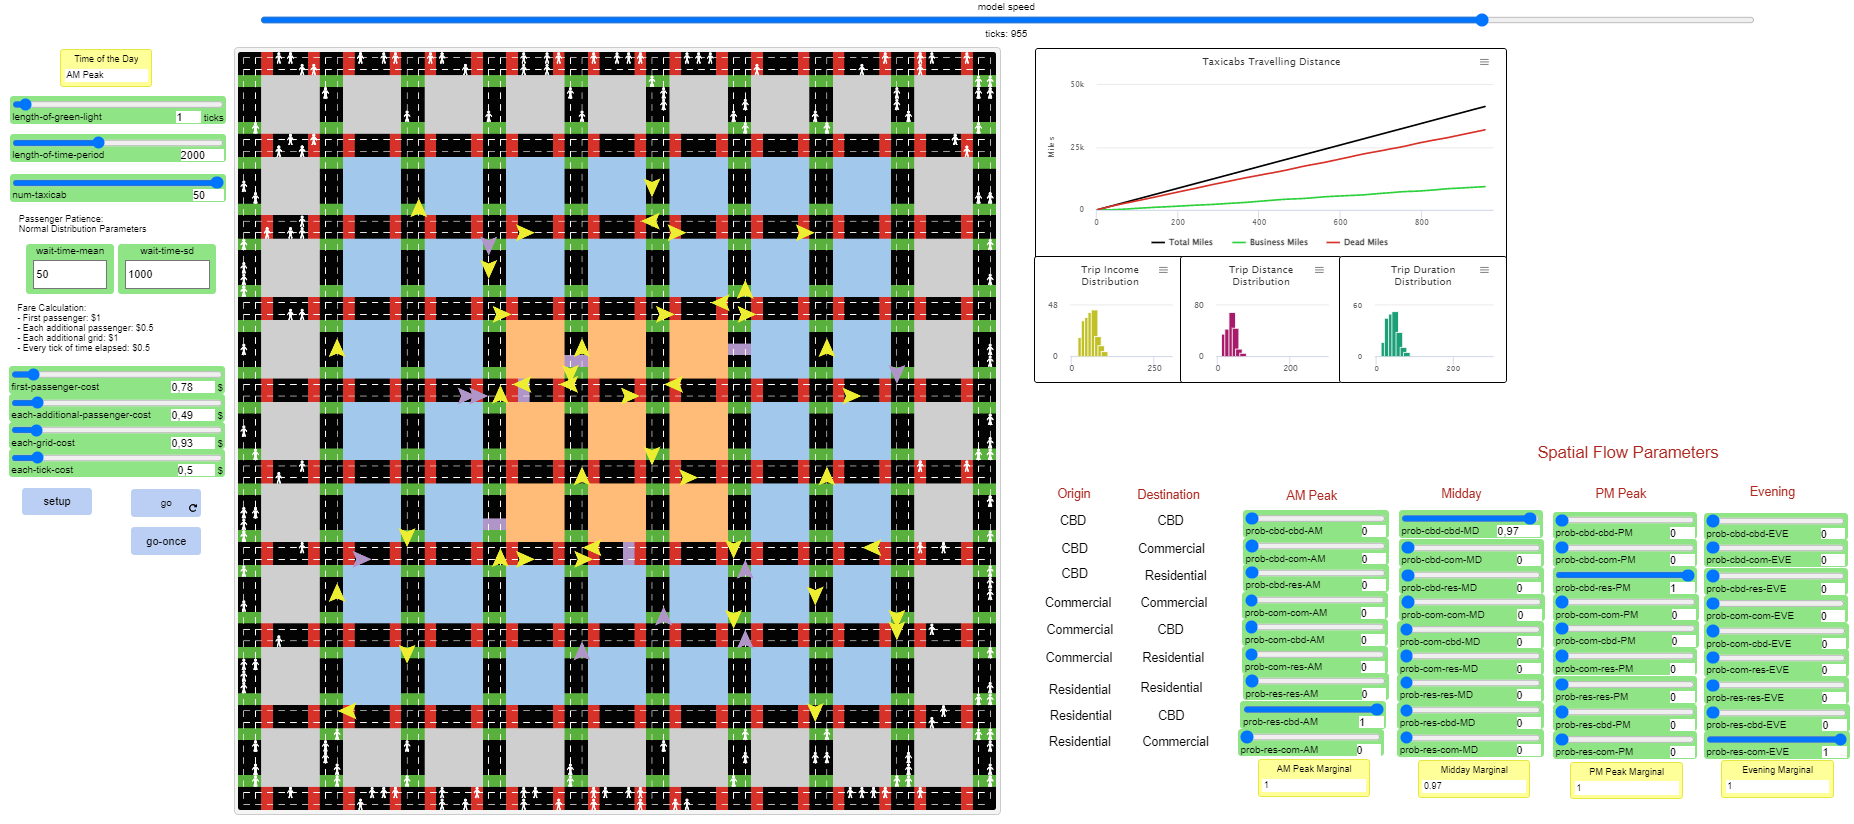 model speed
ticks: 955
Time of the Day
AM Peak
length-of-green-light 1 ticks
length-of-time-period 2000
num-taxicab 50
Passenger Patience:
Normal Distribution Parameters
wait-time-mean
50
wait-time-sd
1000
Fare Calculation:
- First passenger: $1
- Each additional passenger: $0.5
- Each additional grid: $1
- Every tick of time elapsed: $0.5
first-passenger-cost 0,78 $
each-additional-passenger-cost 0,49 $
each-grid-cost 0,93 $
each-tick-cost 0,5 $
setup
go
go-once
Taxicabs Travelling Distance
Miles
50k
25k
0
0 200 400 600 800
Total Miles Business Miles Dead Miles
Trip Income
Distribution
48
0
0 250
Trip Distance
Distribution
80
0
0 200
Trip Duration
Distribution
60
0
0 200
Spatial Flow Parameters
Origin Destination AM Peak Midday PM Peak Evening
CBD CBD prob-cbd-cbd-AM 0 prob-cbd-cbd-MD 0,97 prob-cbd-cbd-PM 0 prob-cbd-cbd-EVE 0
CBD Commercial prob-cbd-com-AM 0 prob-cbd-com-MD 0 prob-cbd-com-PM 0 prob-cbd-com-EVE 0
CBD Residential prob-cbd-res-AM 0 prob-cbd-res-MD 0 prob-cbd-res-PM 1 prob-cbd-res-EVE 0
Commercial Commercial prob-com-com-AM 0 prob-com-com-MD 0 prob-com-com-PM 0 prob-com-com-EVE 0
Commercial CBD prob-com-cbd-AM 0 prob-com-cbd-MD 0 prob-com-cbd-PM 0 prob-com-cbd-EVE 0
Commercial Residential prob-com-res-AM 0 prob-com-res-MD 0 prob-com-res-PM 0 prob-com-res-EVE 0
Residential Residential prob-res-res-AM 0 prob-res-res-MD 0 prob-res-res-PM 0 prob-res-res-EVE 0
Residential CBD prob-res-cbd-AM 1 prob-res-cbd-MD 0 prob-res-cbd-PM 0 prob-res-cbd-EVE 0
Residential Commercial prob-res-com-AM 0 prob-res-com-MD 0 prob-res-com-PM 0 prob-res-com-EVE 1
AM Peak Marginal
1
Midday Marginal
0.97
PM Peak Marginal
1
Evening Marginal
1